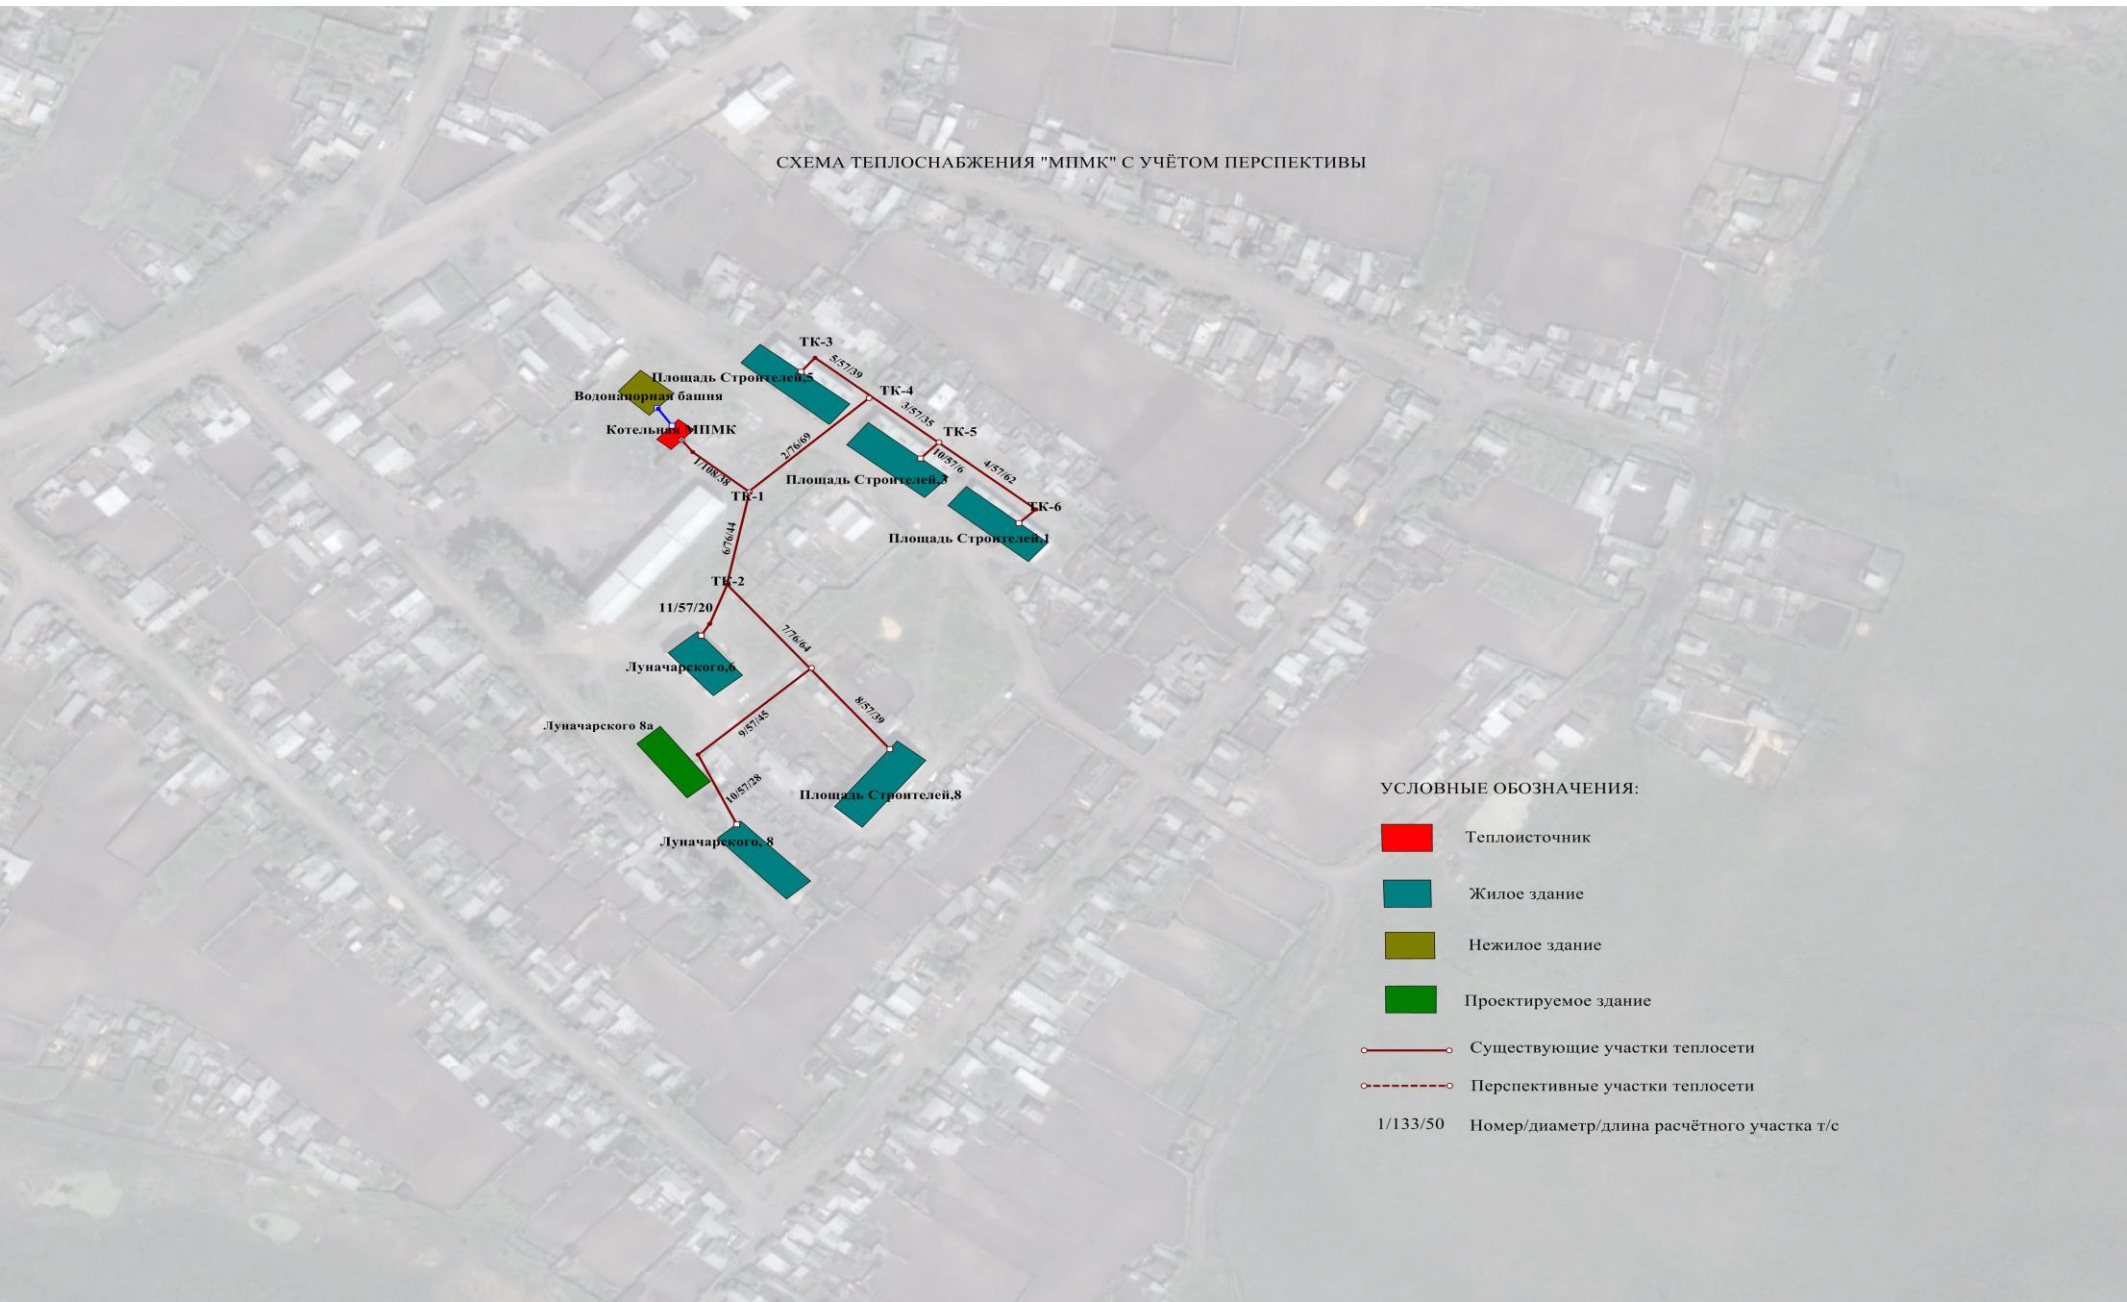 СХЕМА ТЕПЛОСНАБЖЕНИЯ "МПМК" С УЧЁТОМ ПЕРСПЕКТИВЫ
ТК-3
5/57/39
Площадь Строителей,5
ТК-4
Водонапорная башня
3/57/35
Котельная МПМК
ТК-5
2/76/69
10/57/6
1/108/38
4/57/62
Площадь Строителей,3
ТК-1
ТК-6
6/76/44
Площадь Строителей,1
ТК-2
11/57/20
7/76/64
Луначарского,6
8/57/39
9/57/45
Луначарского 8а
10/57/28
Площадь Строителей,8
Луначарского, 8
УСЛОВНЫЕ ОБОЗНАЧЕНИЯ:
Теплоисточник
Жилое здание
Нежилое здание
Проектируемое здание
Существующие участки теплосети
Перспективные участки теплосети
1/133/50 Номер/диаметр/длина расчётного участка т/с